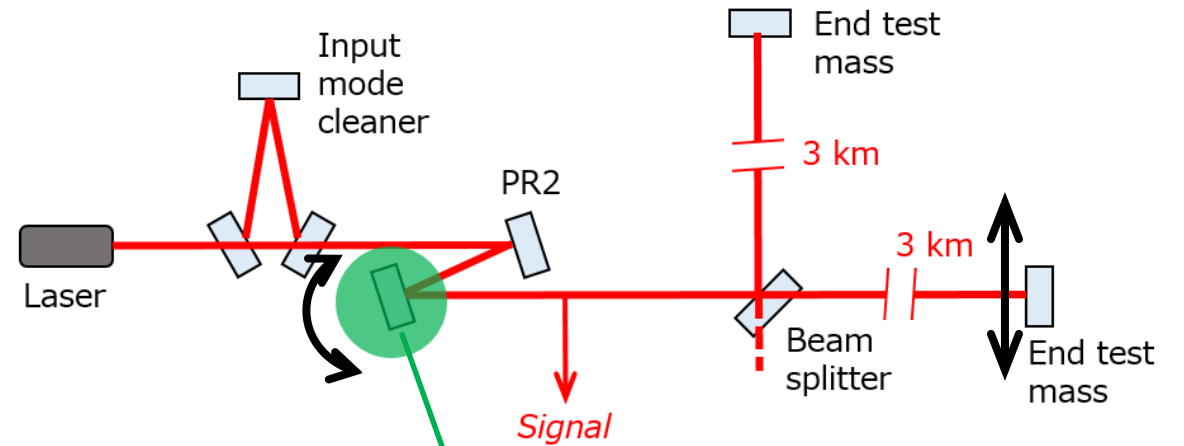 Input
mode
cleaner
End test
mass
3 km
PR2
3 km
Laser
Beam
splitter
End test
mass
Signal